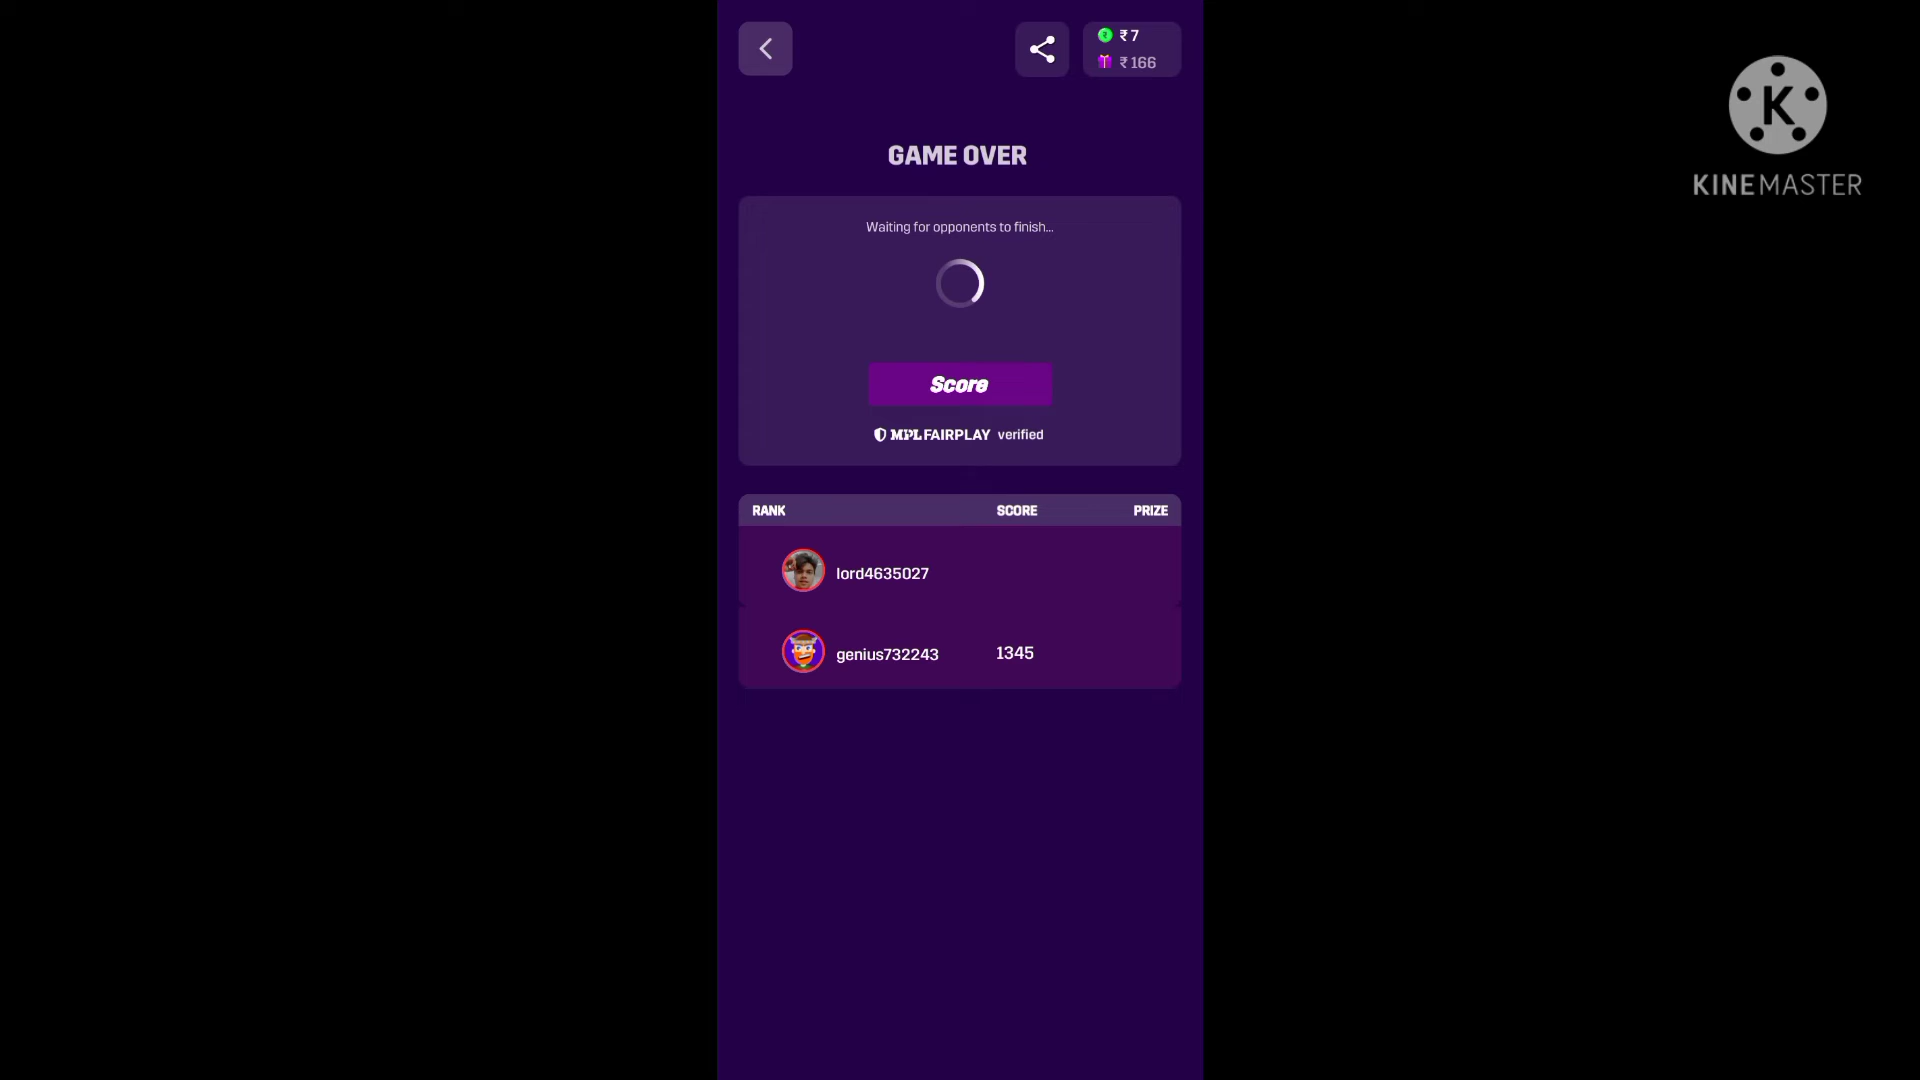 ₹7
₹166
K
KINEMASTER
GAME OVER
Waiting for opponents to finish...
Score
MPL FAIRPLAY verified
RANK SCORE PRIZE
lord4635027
genius732243 1345